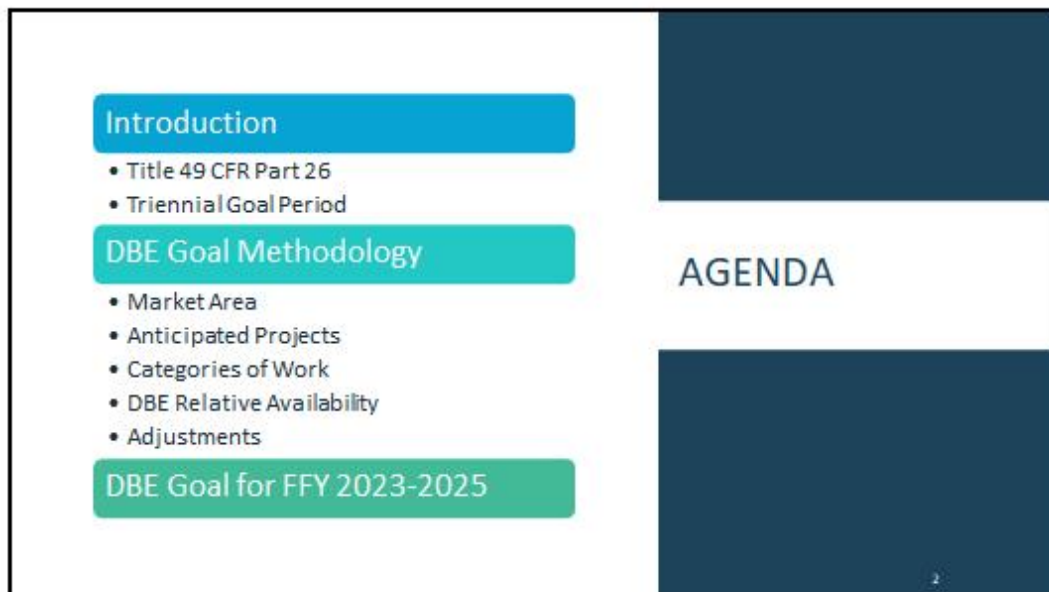 Introduction
• Title 49 CFR Part 26
• Triennial Goal Period
DBE Goal Methodology
• Market Area
• Anticipated Projects
• Categories of Work
• DBE Relative Availability
• Adjustments
DBE Goal for FFY 2023-2025
AGENDA
2